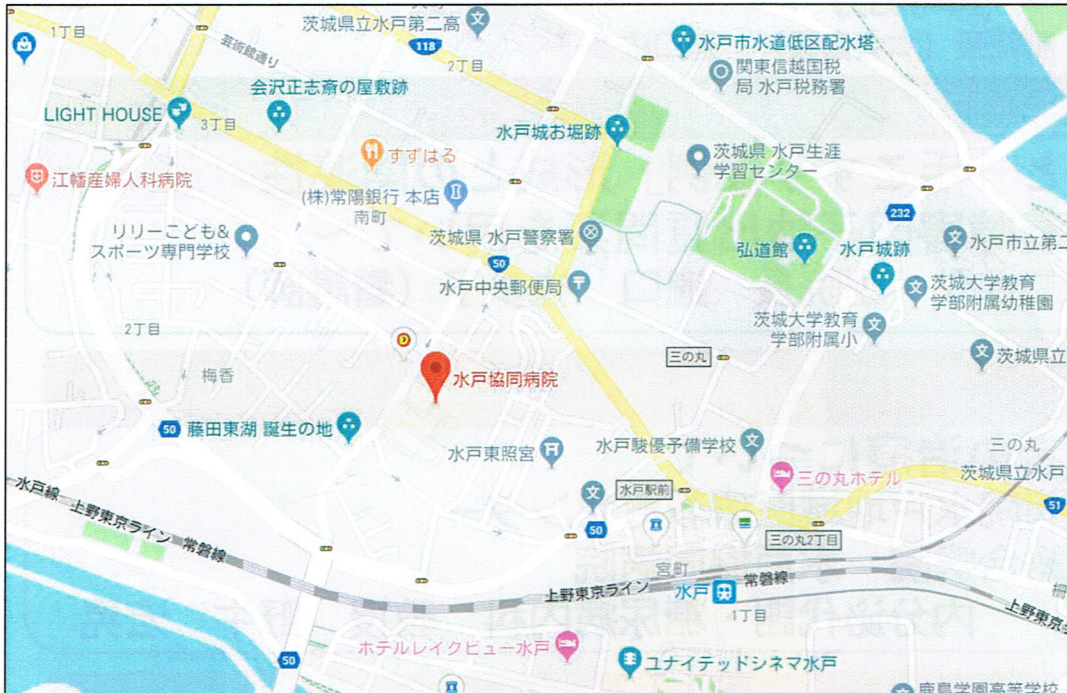 茨城県立水戸第二高
1丁目
芸術館通り
118
2丁目
水戸市水道低区配水塔
関東信越国税
局 水戸税務署
会沢正志斎の屋敷跡
LIGHT HOUSE
3丁目
水戸城お堀跡
すずはる
茨城県 水戸生涯
学習センター
江幡産婦人科病院
(株)常陽銀行 本店
南町
232
リリーこども&
スポーツ専門学校
茨城県 水戸警察署
弘道館
水戸城跡
水戸市立第二
50
水戸中央郵便局
茨城大学教育
学部附属幼稚園
茨城大学教育
学部附属小
2丁目
三の丸
茨城県立
梅香
水戸協同病院
50
藤田東湖 誕生の地
水戸東照宮
水戸駿優予備学校
三の丸
茨城県立水戸
三の丸ホテル
水戸駅前
水戸線
上野東京ライン
常磐線
50
51
三の丸2丁目
宮町
上野東京ライン
水戸
常磐線
1丁目
柵
上野東京
ホテルレイクビュー水戸
50
ユナイテッドシネマ水戸
鹿島学園高等学校